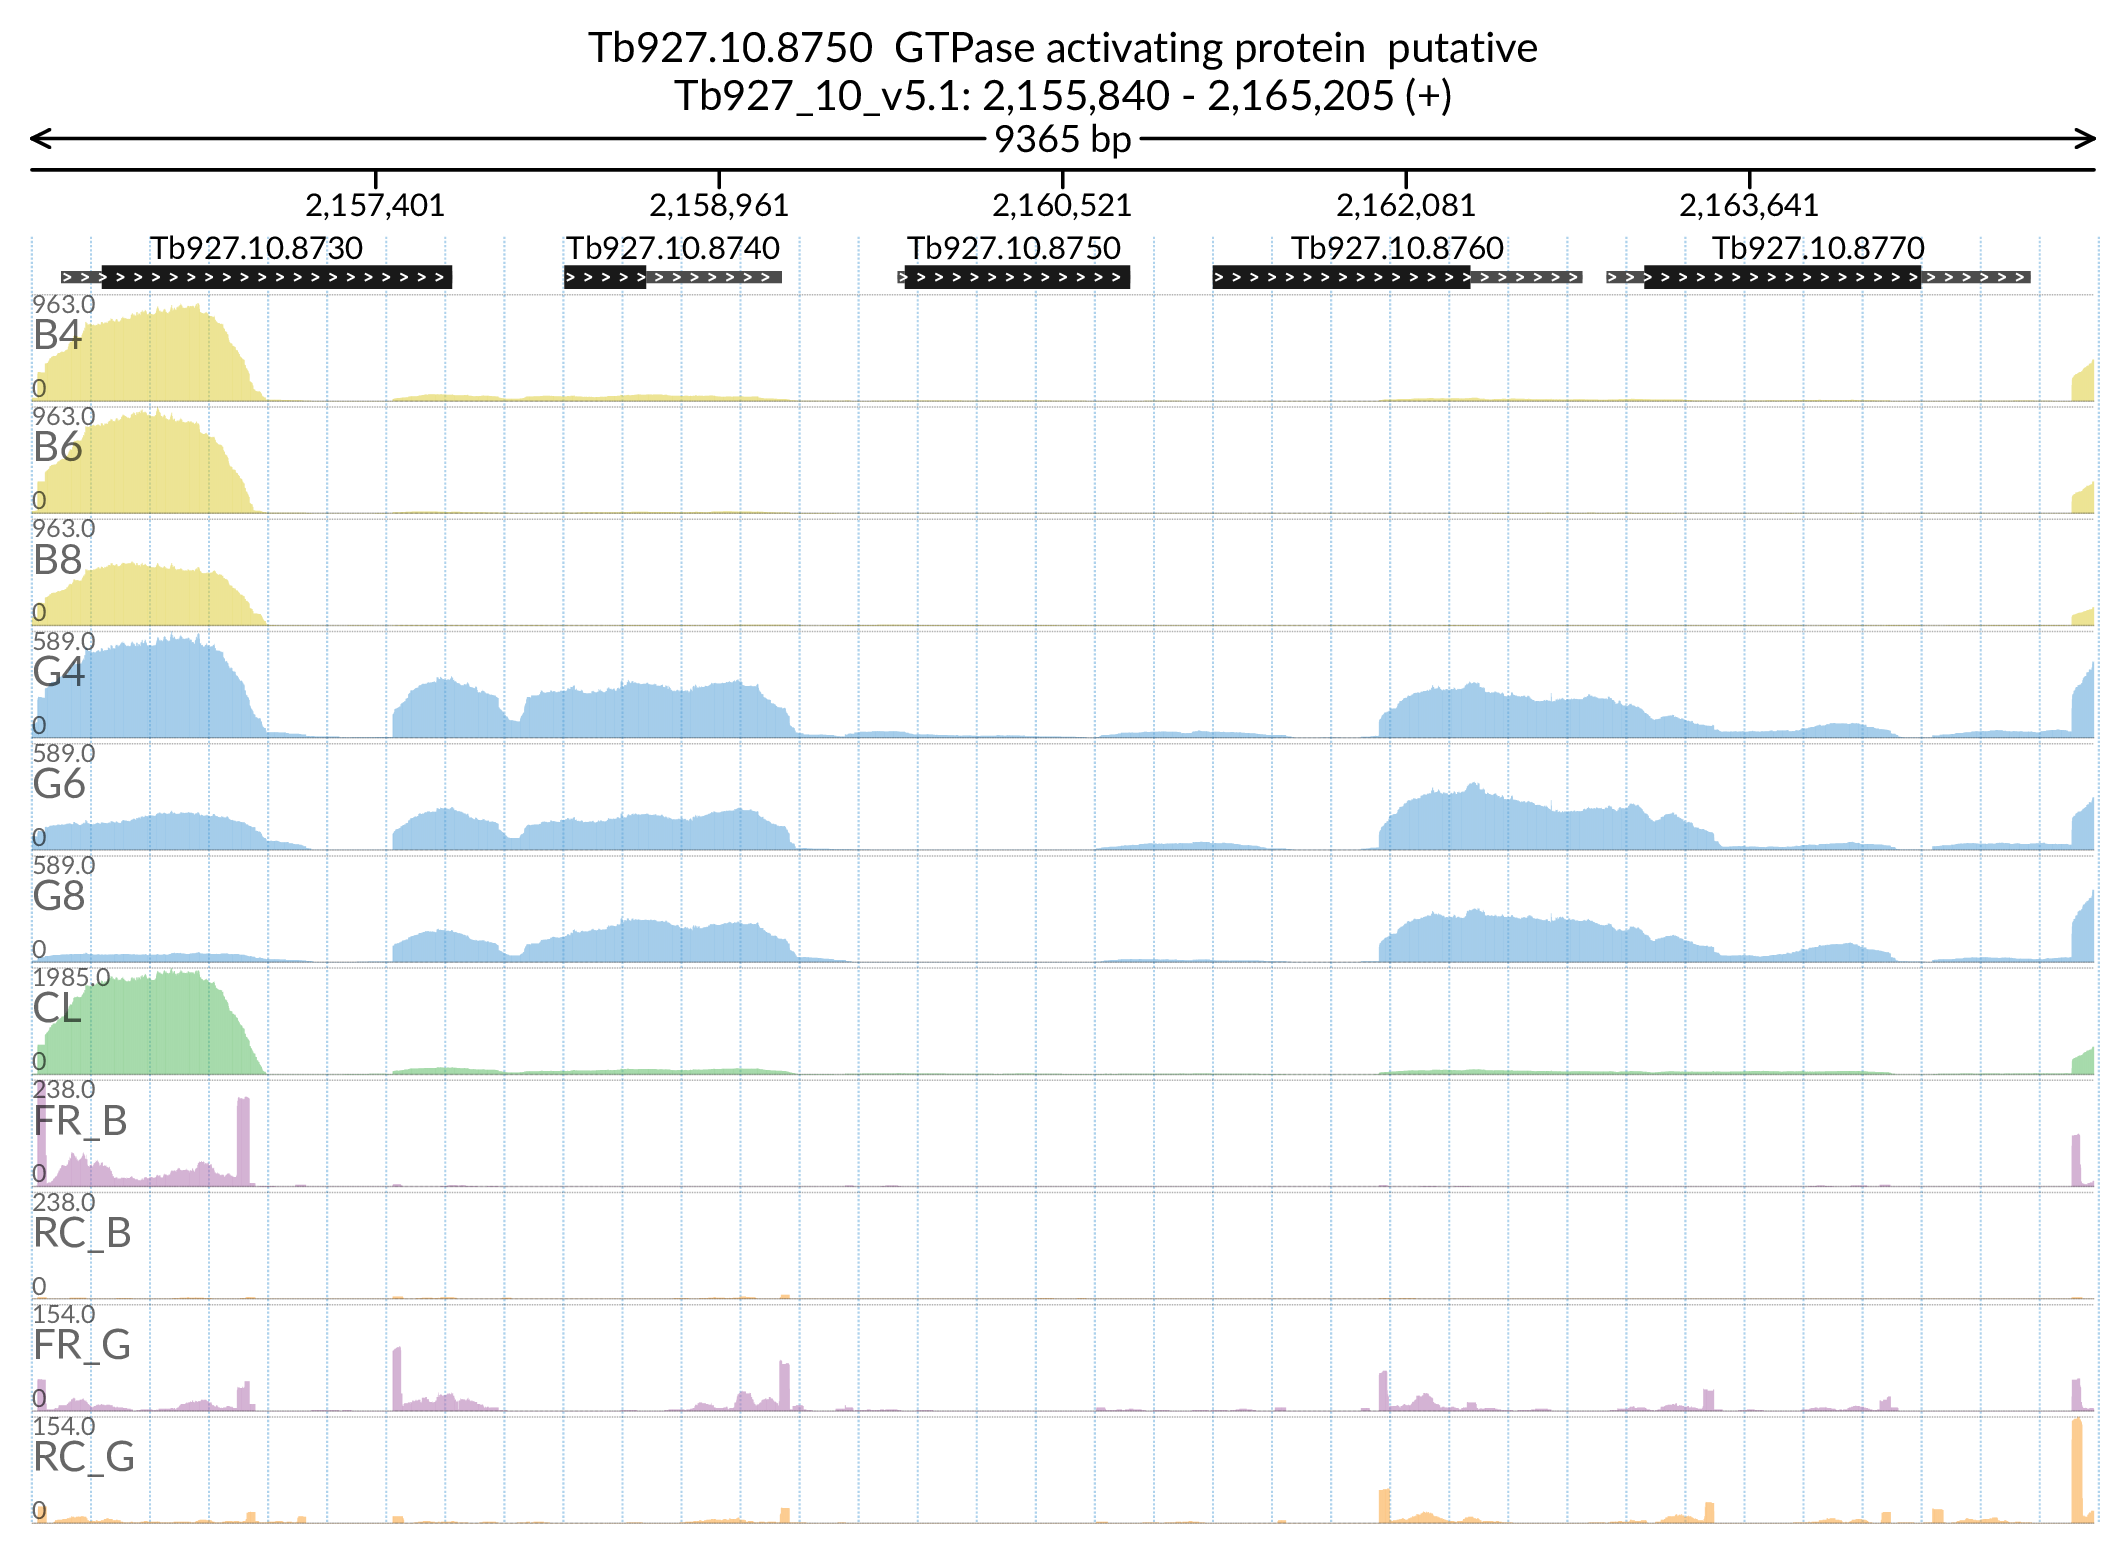 Tb927.10.8750  GTPase activating protein  putative
Tb927_10_v5.1: 2,155,840 - 2,165,205 (+)
9365 bp
2,157,401 2,158,961 2,160,521 2,162,081 2,163,641
Tb927.10.8730 Tb927.10.8740 Tb927.10.8750 Tb927.10.8760 Tb927.10.8770
963.0
B4
0
963.0
B6
0
963.0
B8
0
589.0
G4
0
589.0
G6
0
589.0
G8
0
1985.0
CL
0
238.0
FR_B
0
238.0
RC_B
0
154.0
FR_G
0
154.0
RC_G
0